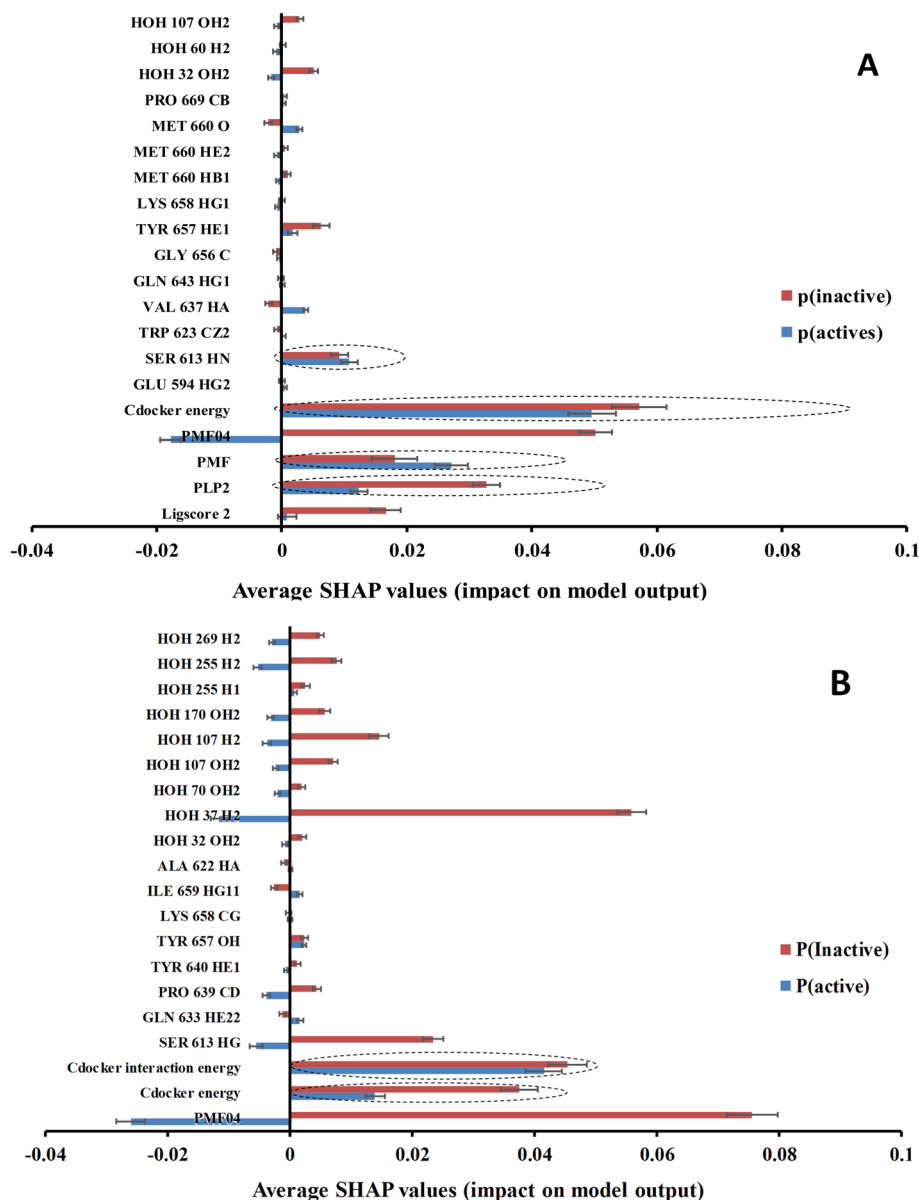 A
HOH 107 OH2
HOH 60 H2
HOH 32 OH2
PRO 669 CB
MET 660 O
MET 660 HE2
MET 660 HB1
LYS 658 HG1
TYR 657 HE1
GLY 656 C
GLN 643 HG1
VAL 637 HA
TRP 623 CZ2
SER 613 HN
GLU 594 HG2
Cdocker energy
PMF04
PMF
PLP2
Ligscore 2
p(inactive)
p(actives)
-0.04 -0.02 0 0.02 0.04 0.06 0.08 0.1
Average SHAP values (impact on model output)
B
HOH 269 H2
HOH 255 H2
HOH 255 H1
HOH 170 OH2
HOH 107 H2
HOH 107 OH2
HOH 70 OH2
HOH 37 H2
HOH 32 OH2
ALA 622 HA
ILE 659 HG11
LYS 658 CG
TYR 657 OH
TYR 640 HE1
PRO 639 CD
GLN 633 HE22
SER 613 HG
Cdocker interaction energy
Cdocker energy
PMF04
P(Inactive)
P(active)
-0.04 -0.02 0 0.02 0.04 0.06 0.08 0.1
Average SHAP values (impact on model output)